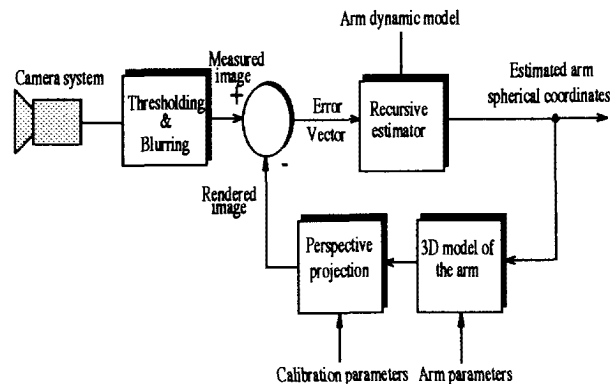 Arm dynamic model
Camera system
Measured
image
+
Thresholding
&
Blurring
Error
Vector
Recursive
estimator
Estimated arm
spherical coordinates
-
Rendered
image
Perspective
projection
3D model of
the arm
Calibration parameters
Arm parameters